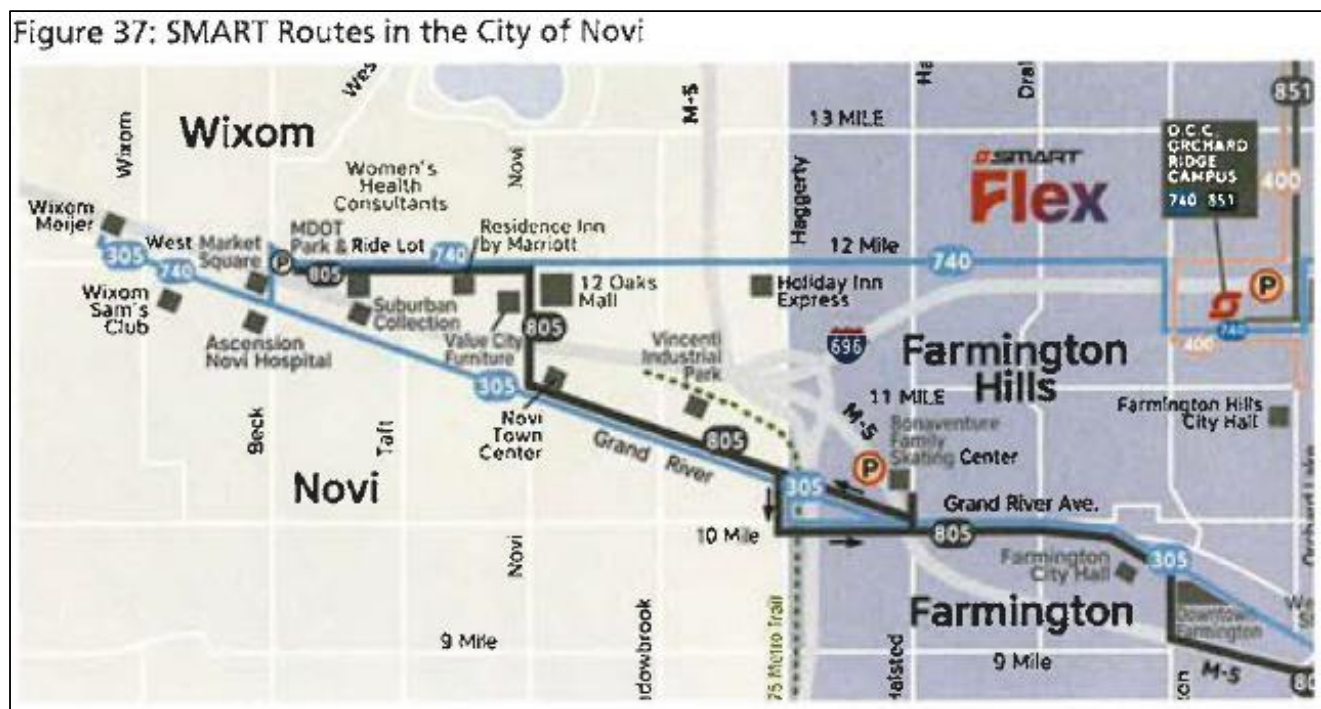 Figure 37: SMART Routes in the City of Novi
Wixom
Wixom
Women's
Health
Consultants
Novi
M-5
13 MILE
851
O.C.C.
ORCHARD
RIDGE
CAMPUS
740 851
SMART
Flex
400
Haggerty
Wixom
Meijer
305
740
West Market
Square
MDOT
Park & Ride Lot
P
805
740
Residence Inn
by Marriott
12 Mile
740
Wixom
Sam's
Club
Ascension
Novi Hospital
Suburban
Collection
Value City
Furniture
12 Oaks
Mall
805
Holiday Inn
Express
Vincenti
Industrial
Park
696
Farmington
Hills
P
740
400
305
11 MILE
M-5
Farmington Hills
City Hall
Beck
Taft
Novi
Town
Center
Grand River
805
Bonaventure
Family
Skating Center
P
Novi
305
Grand River Ave.
10 Mile
805
Novi
Farmington
City Hall
305
Orchard Lake
Farmington
Downtown
Farmington
9 Mile
Halsted
9 Mile
M-5